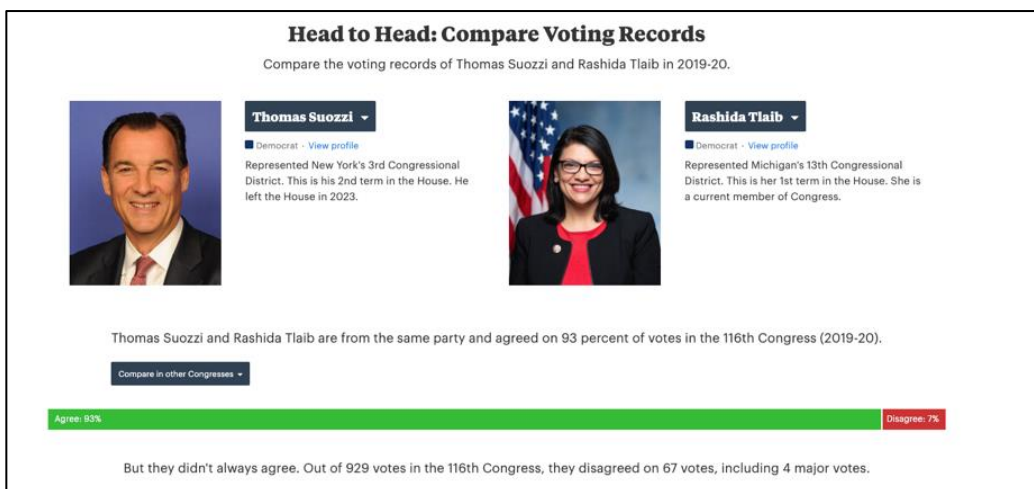 Head to Head: Compare Voting Records
Compare the voting records of Thomas Suozzi and Rashida Tlaib in 2019-20.
Thomas Suozzi
Democrat · View profile
Represented New York's 3rd Congressional
District. This is his 2nd term in the House. He
left the House in 2023.
Rashida Tlaib
Democrat · View profile
Represented Michigan's 13th Congressional
District. This is her 1st term in the House. She is
a current member of Congress.
Thomas Suozzi and Rashida Tlaib are from the same party and agreed on 93 percent of votes in the 116th Congress (2019-20).
Compare in other Congresses
Agree: 93%
Disagree: 7%
But they didn't always agree. Out of 929 votes in the 116th Congress, they disagreed on 67 votes, including 4 major votes.